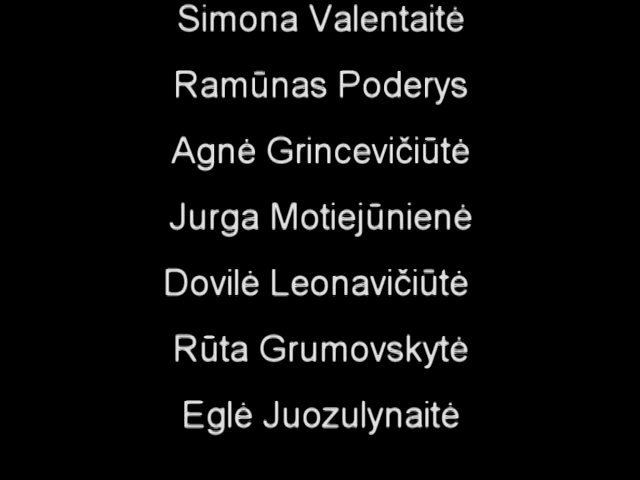 Simona Valentaitė
Ramūnas Poderys
Agnė Grincevičiūtė
Jurga Motiejūnienė
Dovilė Leonavičiūtė
Rūta Grumovskytė
Eglė Juozulynaitė